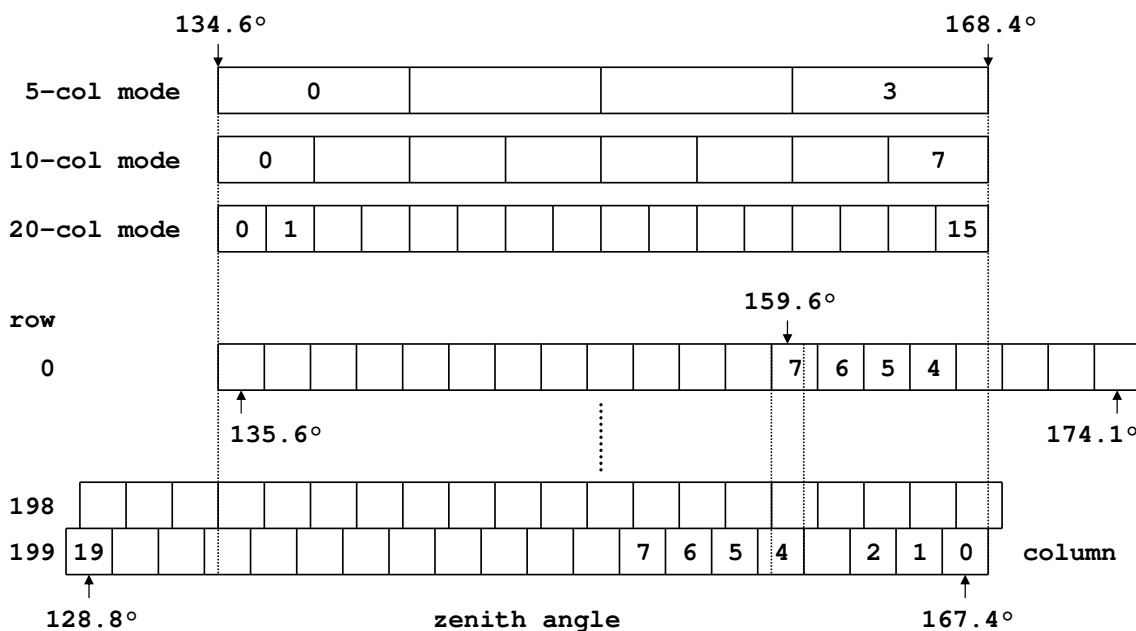 134.6° 168.4°
5-col mode 0 3
10-col mode 0 7
20-col mode 0 1 15
159.6°
row
0 7 6 5 4
135.6° 174.1°
198
199 19 7 6 5 4 2 1 0 column
128.8° zenith angle 167.4°